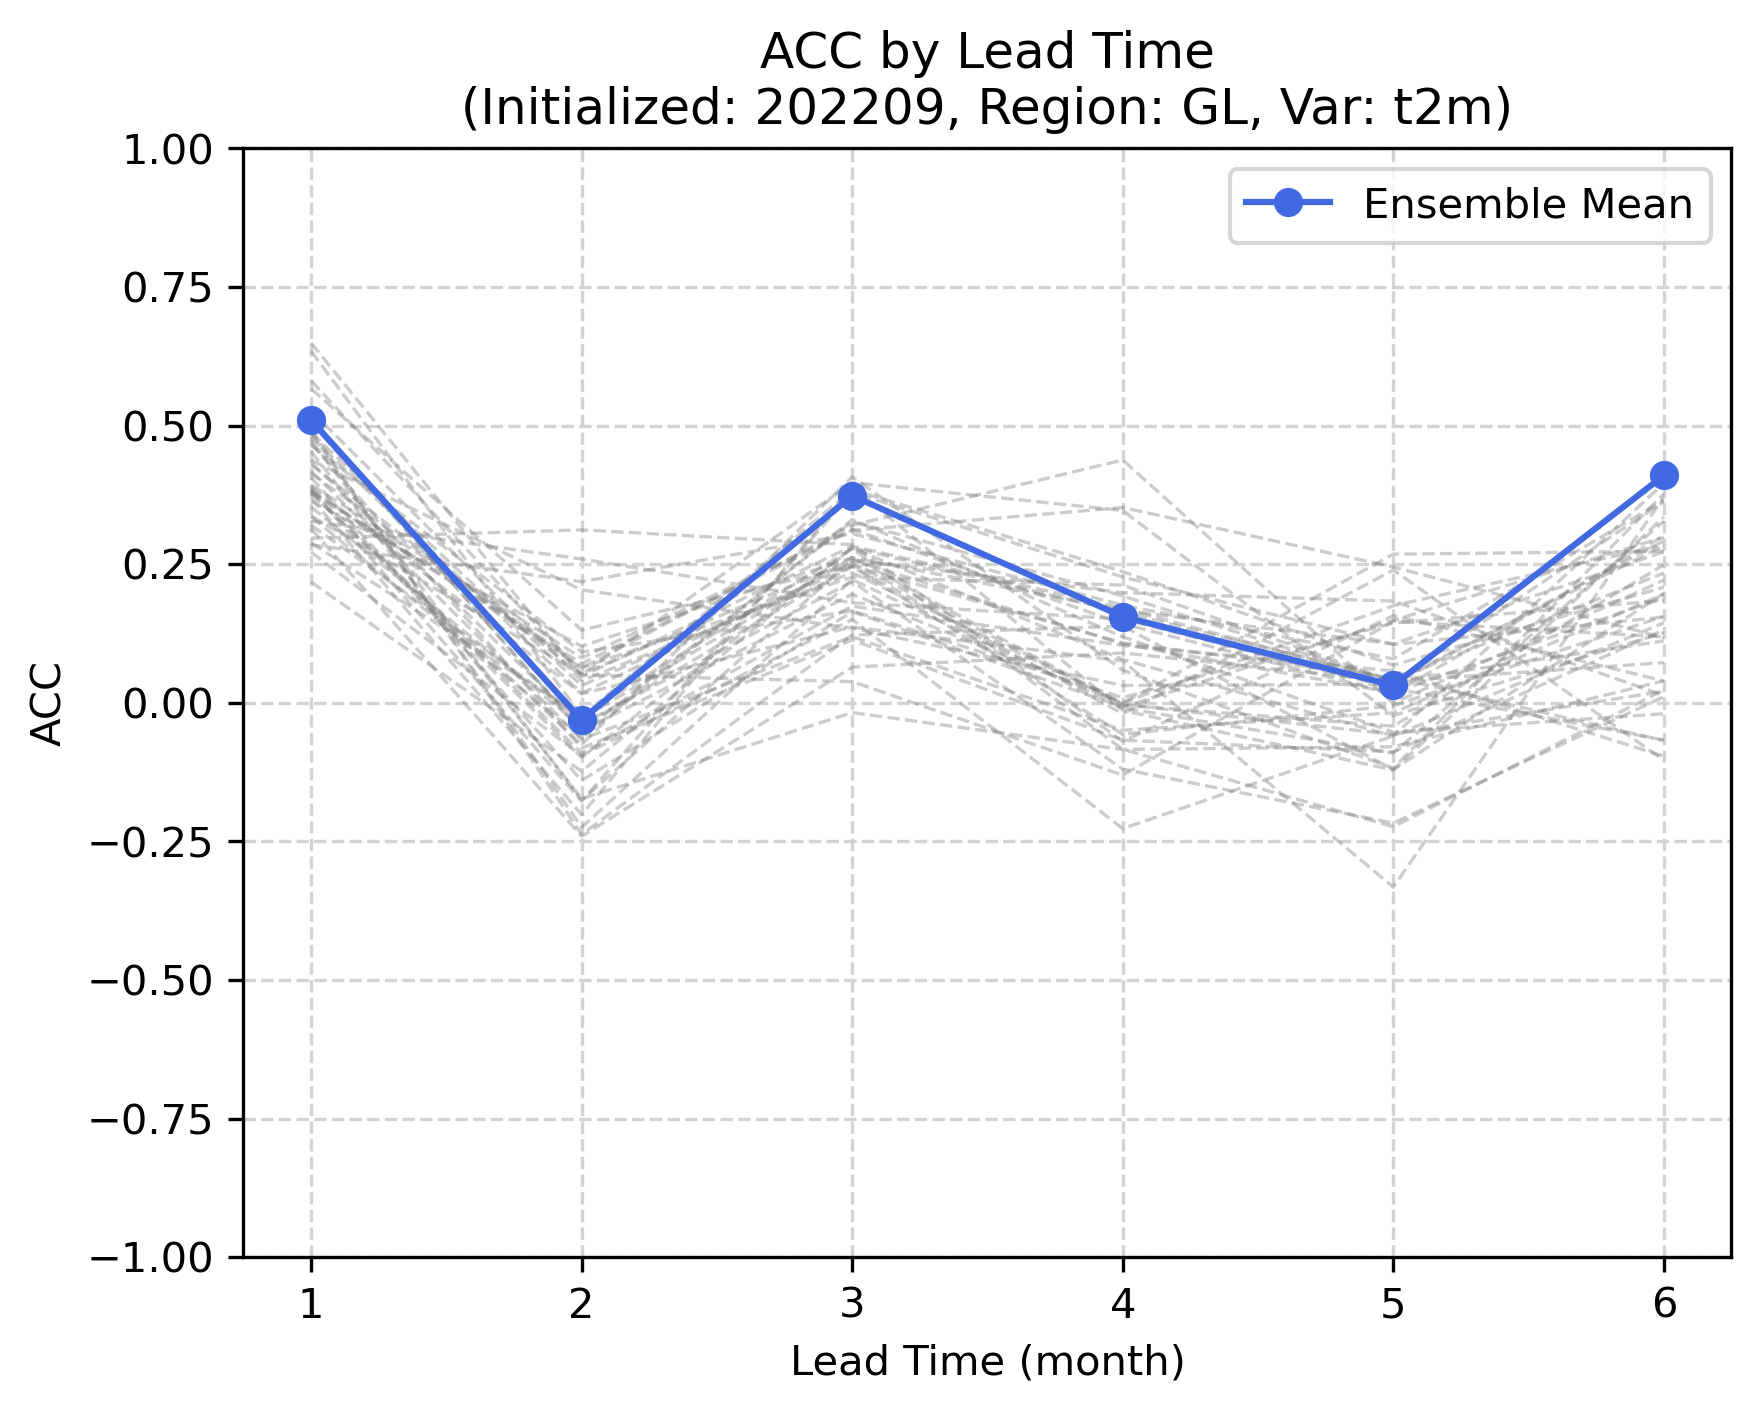 ACC by Lead Time
(Initialized: 202209, Region: GL, Var: t2m)
Ensemble Mean
1.00
0.75
0.50
0.25
0.00
−0.25
−0.50
−0.75
−1.00
ACC
1 2 3 4 5 6
Lead Time (month)